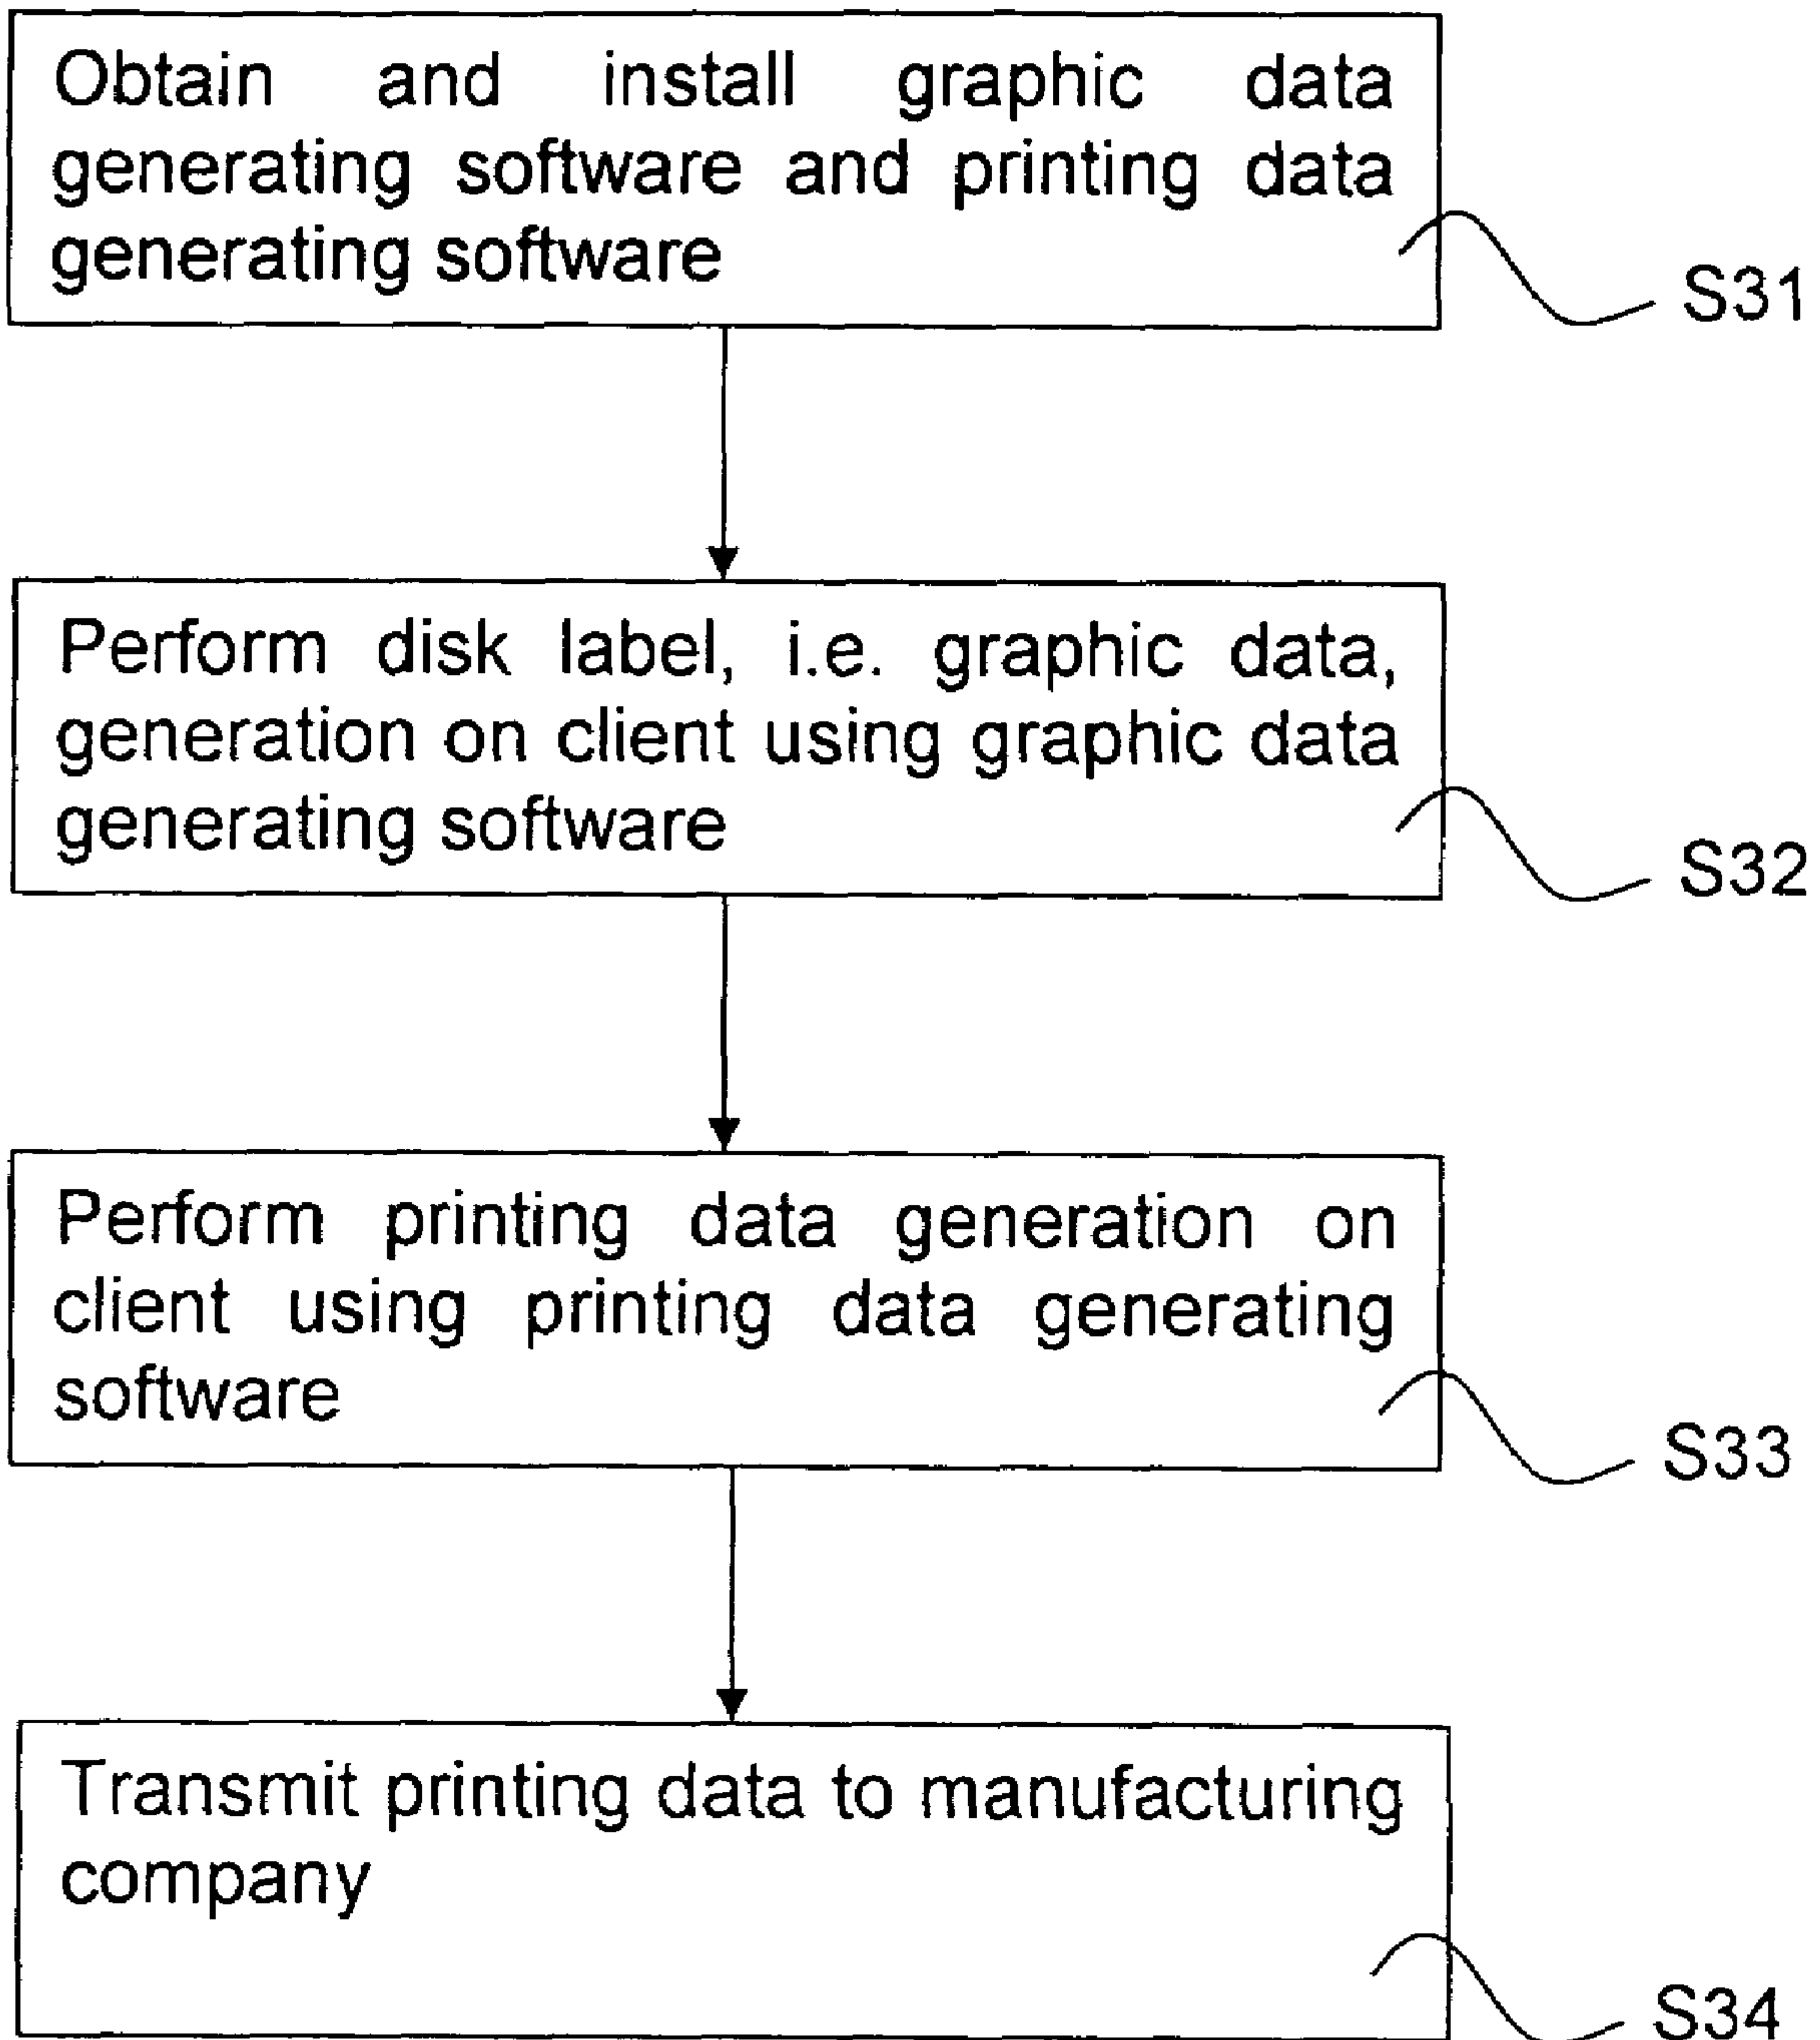 Obtain and install graphic data
generating software and printing data
generating software
S31
Perform disk label, i.e. graphic data,
generation on client using graphic data
generating software
S32
Perform printing data generation on
client using printing data generating
software
S33
Transmit printing data to manufacturing
company
S34